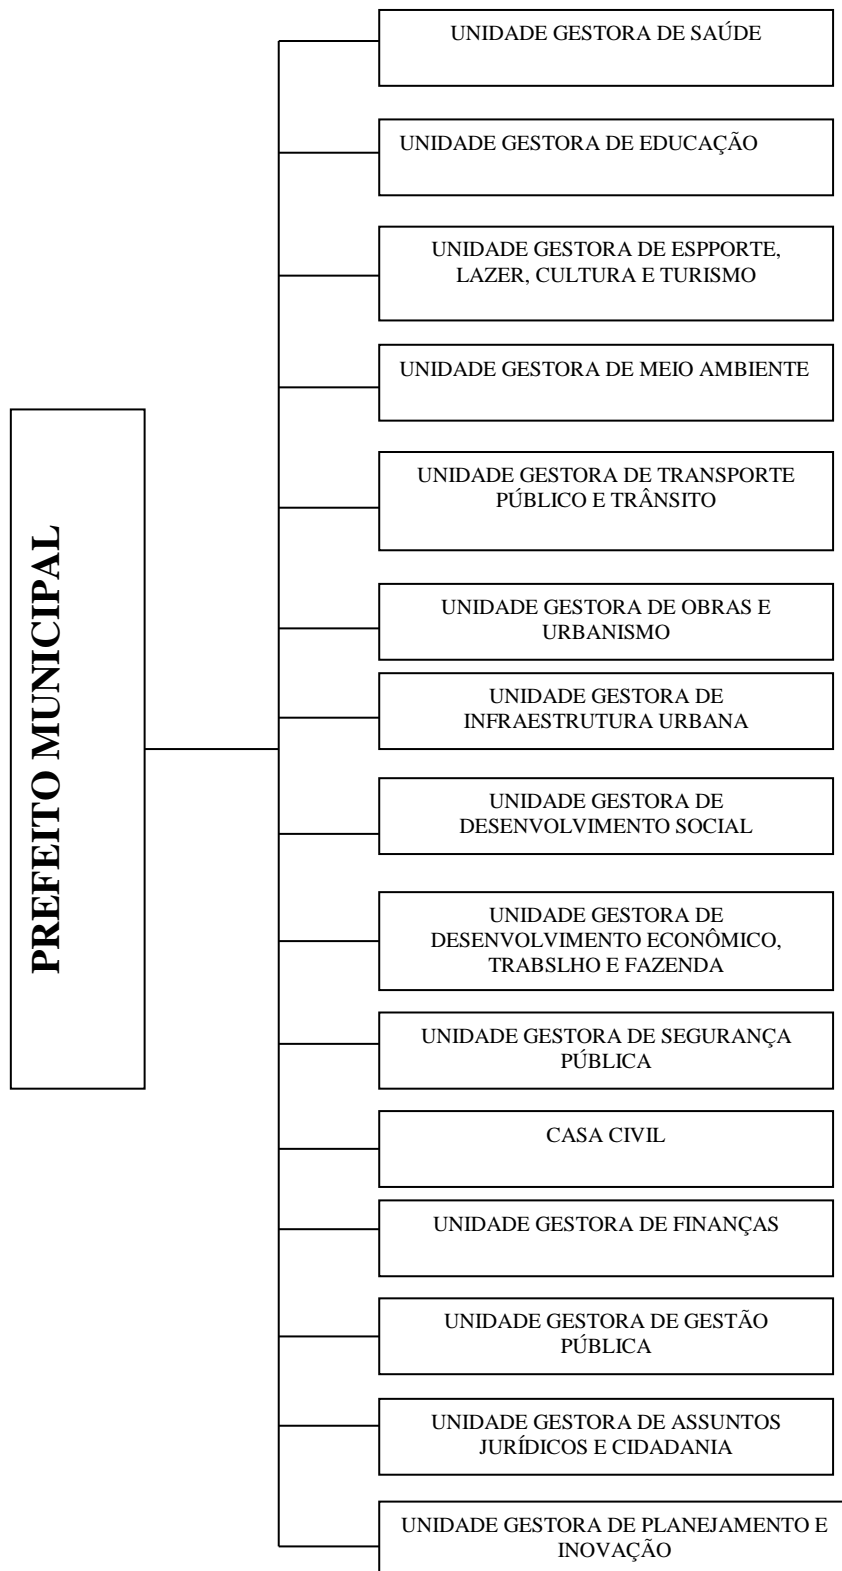 UNIDADE GESTORA DE SAÚDE
UNIDADE GESTORA DE EDUCAÇÃO
UNIDADE GESTORA DE ESPPORTE,
LAZER, CULTURA E TURISMO
UNIDADE GESTORA DE MEIO AMBIENTE
UNIDADE GESTORA DE TRANSPORTE
PÚBLICO E TRÂNSITO
PREFEITO MUNICIPAL
UNIDADE GESTORA DE OBRAS E
URBANISMO
UNIDADE GESTORA DE
INFRAESTRUTURA URBANA
UNIDADE GESTORA DE
DESENVOLVIMENTO SOCIAL
UNIDADE GESTORA DE
DESENVOLVIMENTO ECONÔMICO,
TRABSLHO E FAZENDA
UNIDADE GESTORA DE SEGURANÇA
PÚBLICA
CASA CIVIL
UNIDADE GESTORA DE FINANÇAS
UNIDADE GESTORA DE GESTÃO
PÚBLICA
UNIDADE GESTORA DE ASSUNTOS
JURÍDICOS E CIDADANIA
UNIDADE GESTORA DE PLANEJAMENTO E
INOVAÇÃO